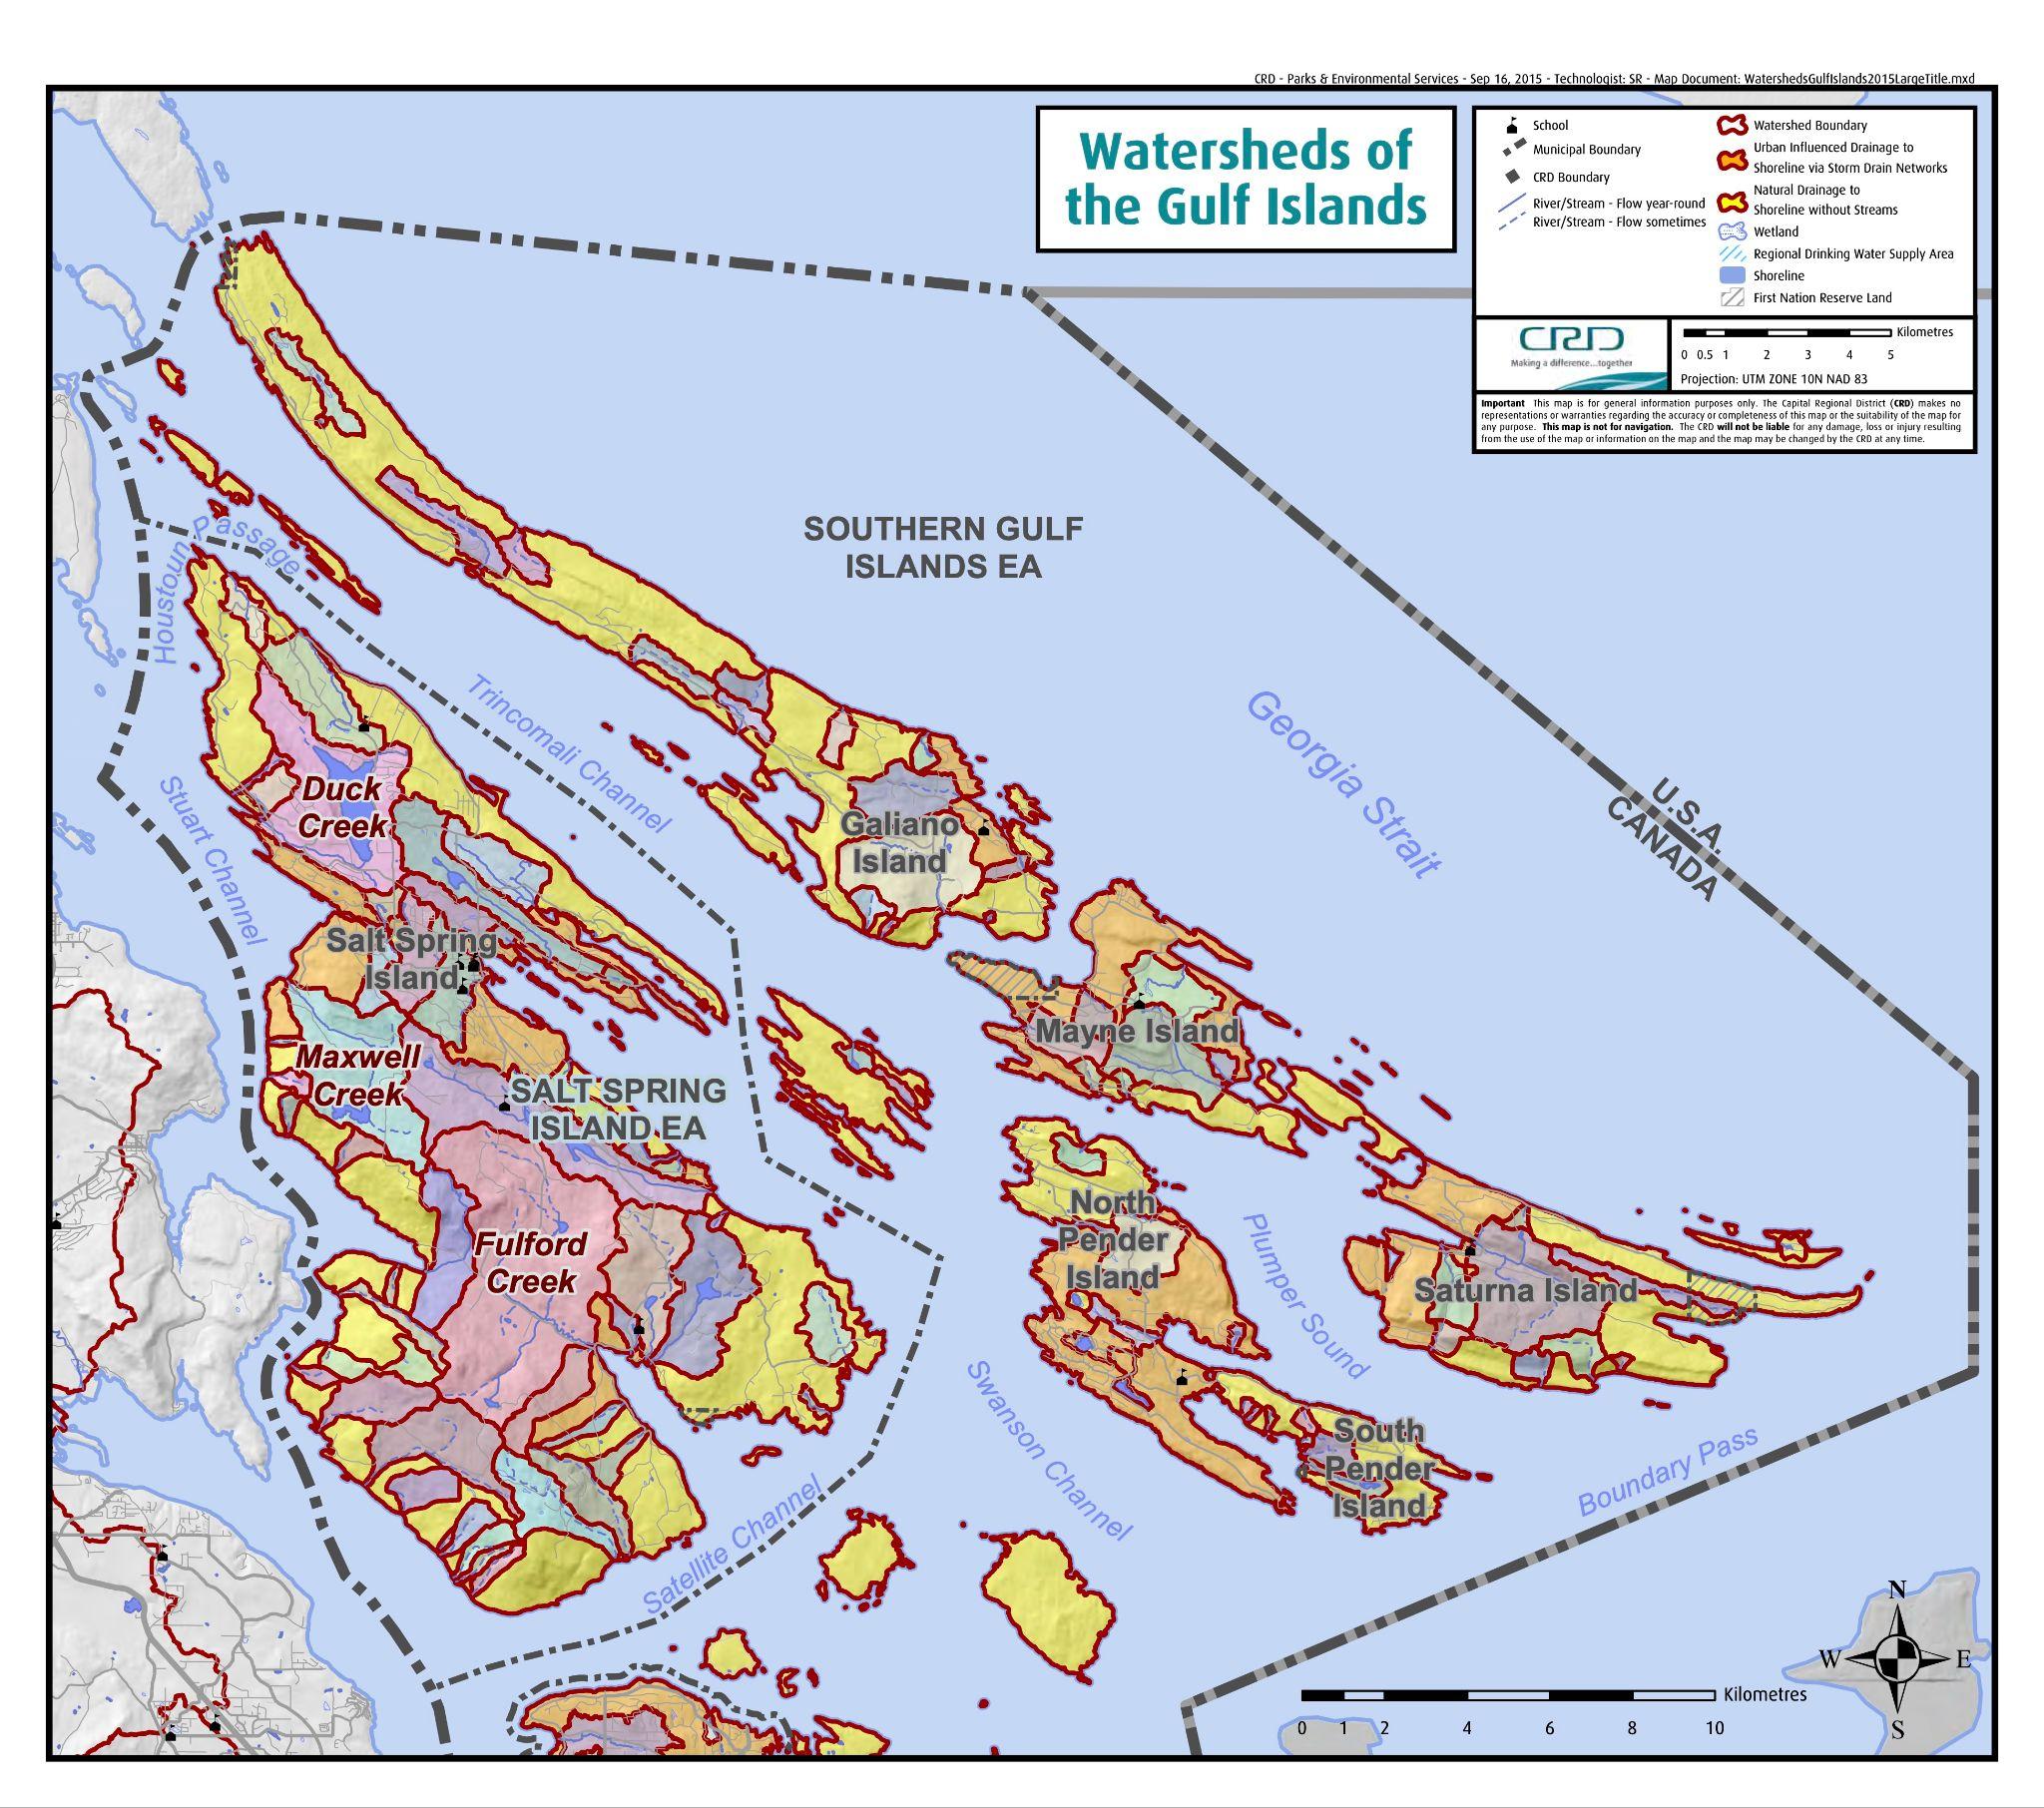 CRD - Parks & Environmental Services - Sep 16, 2015 - Technologist: SR - Map Document: WatershedsGulfIslands2015LargeTitle.mxd
Watersheds of
the Gulf Islands
School
Municipal Boundary
CRD Boundary
River/Stream - Flow year-round
River/Stream - Flow sometimes
Watershed Boundary
Urban Influenced Drainage to
Shoreline via Storm Drain Networks
Natural Drainage to
Shoreline without Streams
Wetland
Regional Drinking Water Supply Area
Shoreline
First Nation Reserve Land
CRD
Making a difference...together
Kilometres
0 0.5 1 2 3 4 5
Projection: UTM ZONE 10N NAD 83
Important This map is for general information purposes only. The Capital Regional District (CRD) makes no
representations or warranties regarding the accuracy or completeness of this map or the suitability of the map for
any purpose. This map is not for navigation. The CRD will not be liable for any damage, loss or injury resulting
from the use of the map or information on the map and the map may be changed by the CRD at any time.
SOUTHERN GULF
ISLANDS EA
Houstoun Passage
Trincomali Channel
Georgia Strait
U.S.A.
CANADA
Stuart Channel
Duck
Creek
Galiano
Island
Salt Spring
Island
Mayne Island
Maxwell
Creek
SALT SPRING
ISLAND EA
North
Pender
Island
Fulford
Creek
Plumper Sound
Saturna Island
Swanson Channel
South
Pender
Island
Boundary Pass
Satellite Channel
N
W E
S
Kilometres
0 1 2 4 6 8 10